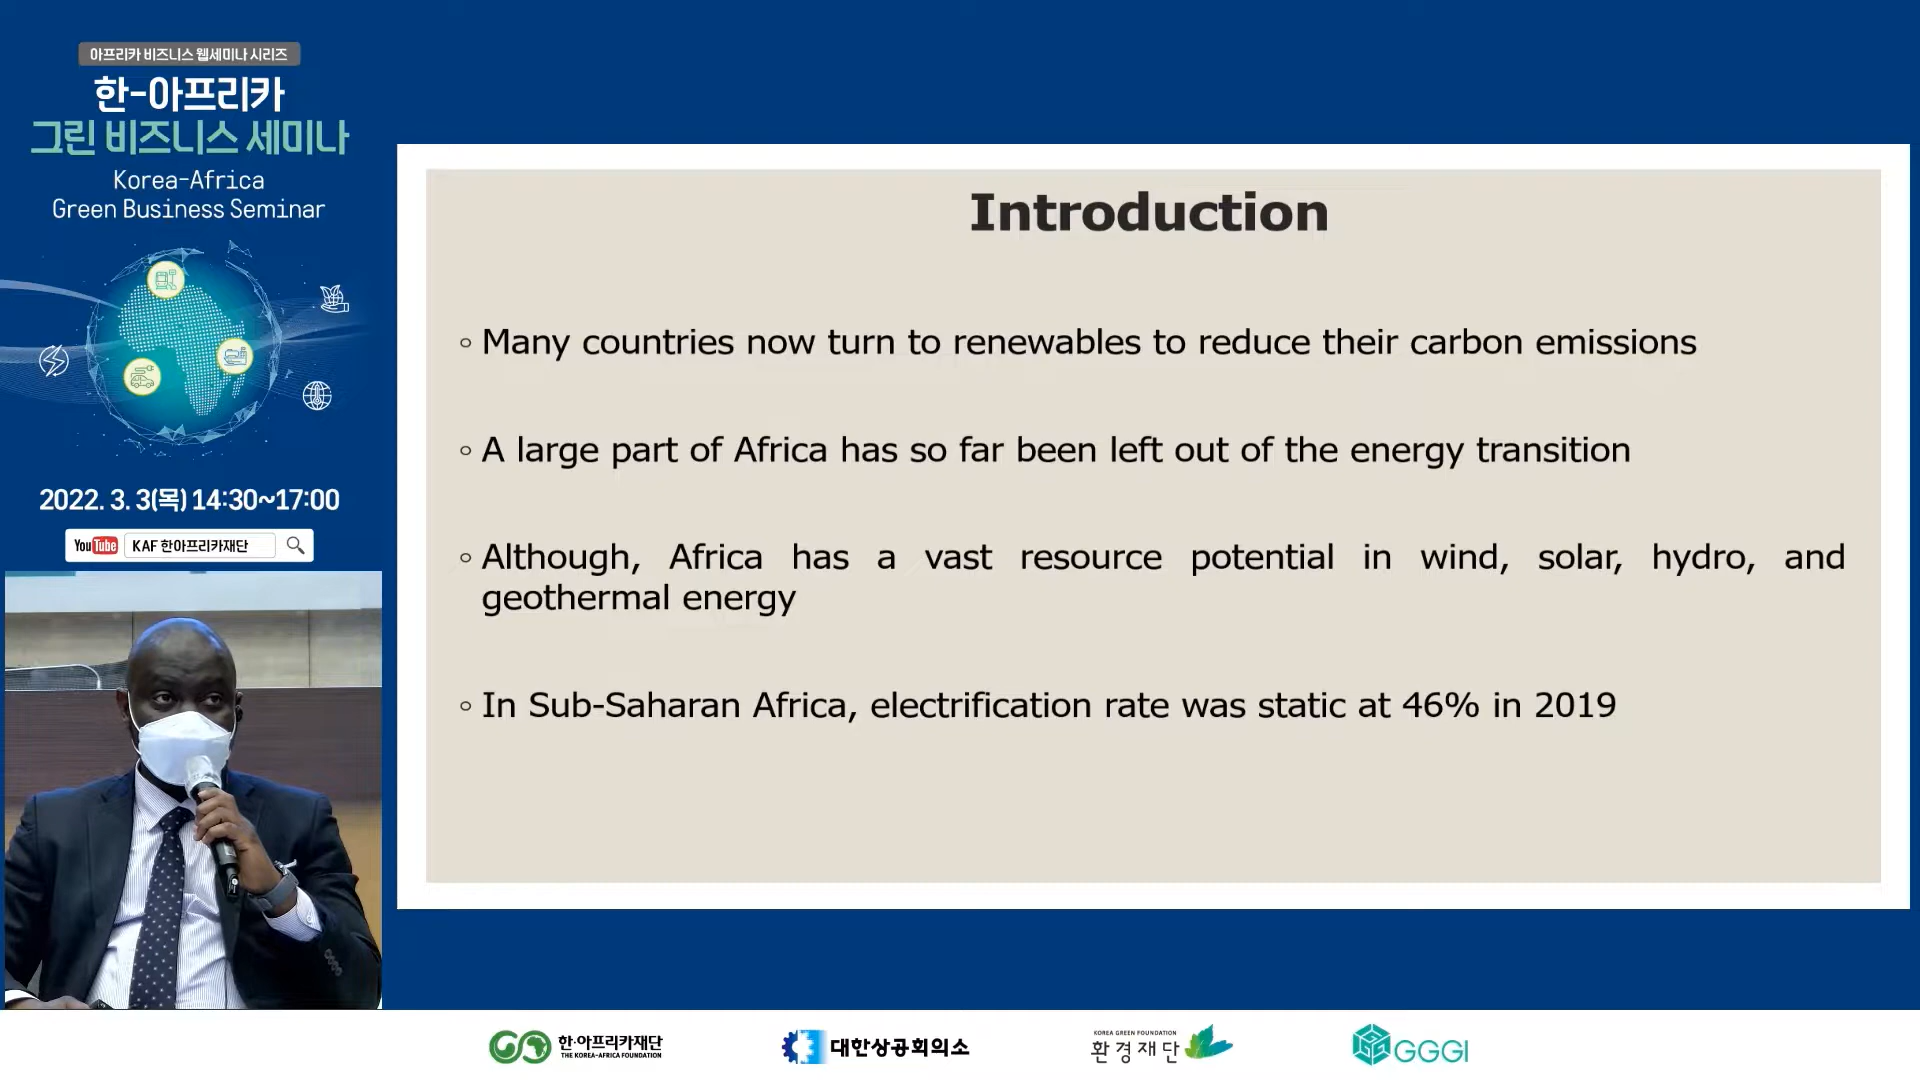 아프리카 비즈니스 웹세미나 시리즈
한-아프리카
그린 비즈니스 세미나
Korea-Africa
Green Business Seminar
2022. 3. 3(목) 14:30~17:00
YouTube KAF 한아프리카재단
Introduction
◦ Many countries now turn to renewables to reduce their carbon emissions
◦ A large part of Africa has so far been left out of the energy transition
◦ Although, Africa has a vast resource potential in wind, solar, hydro, and
geothermal energy
◦ In Sub-Saharan Africa, electrification rate was static at 46% in 2019
한·아프리카재단
THE KOREA-AFRICA FOUNDATION
대한상공회의소
KOREA GREEN FOUNDATION
환경재단
GGGI